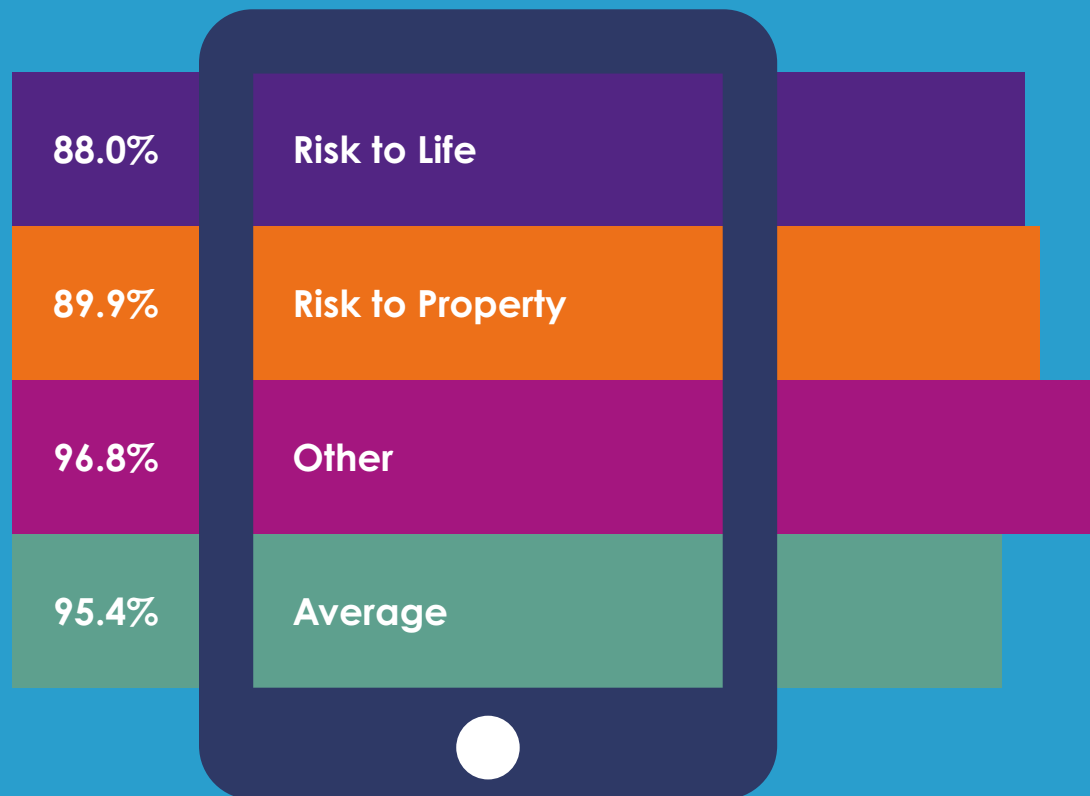 88.0% Risk to Life
89.9% Risk to Property
96.8% Other
95.4% Average